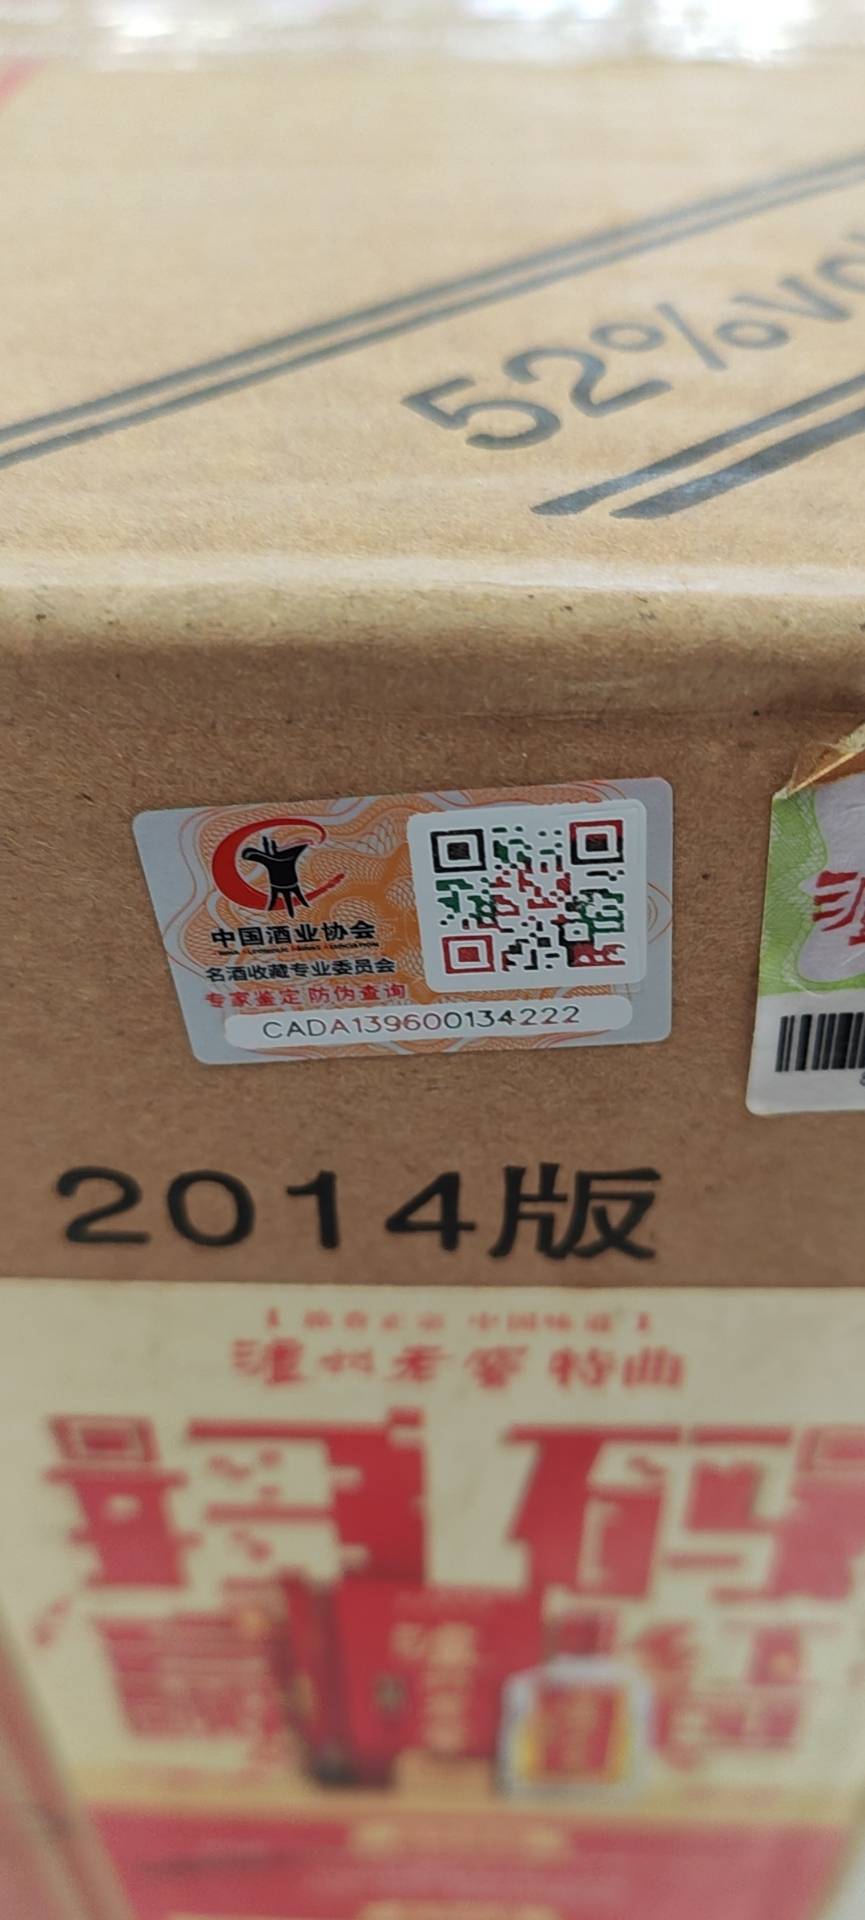 52%vo
中国酒业协会
名酒收藏专业委员会
专家鉴定 防伪查询
CADA139600134222
2014版
泸州老窖 特曲